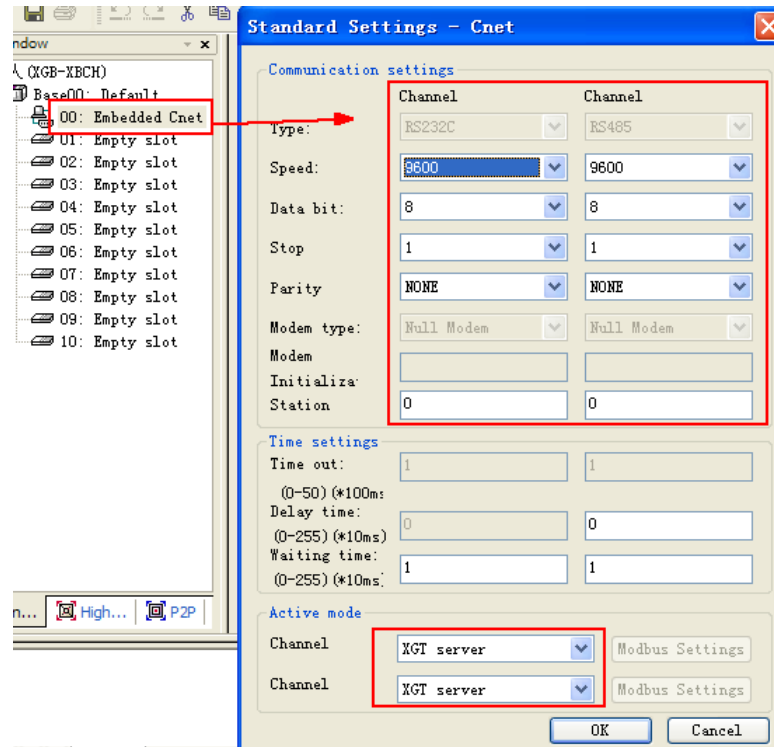 ndow
Standard Settings - Cnet
(XGB-XBCH)
Base00: Default
00: Embedded Cnet
01: Empty slot
02: Empty slot
03: Empty slot
04: Empty slot
05: Empty slot
06: Empty slot
07: Empty slot
08: Empty slot
09: Empty slot
10: Empty slot
n...
High...
P2P
Communication settings
Channel Channel
Type: RS232C RS485
Speed: 9600 9600
Data bit: 8 8
Stop 1 1
Parity NONE NONE
Modem type: Null Modem Null Modem
Modem
Initializa
Station 0 0
Time settings
Time out: 1 1
(0-50)(*100ms
Delay time: 0 0
(0-255)(*10ms)
Waiting time: 1 1
(0-255)(*10ms)
Active mode
Channel XGT server Modbus Settings
Channel XGT server Modbus Settings
OK Cancel